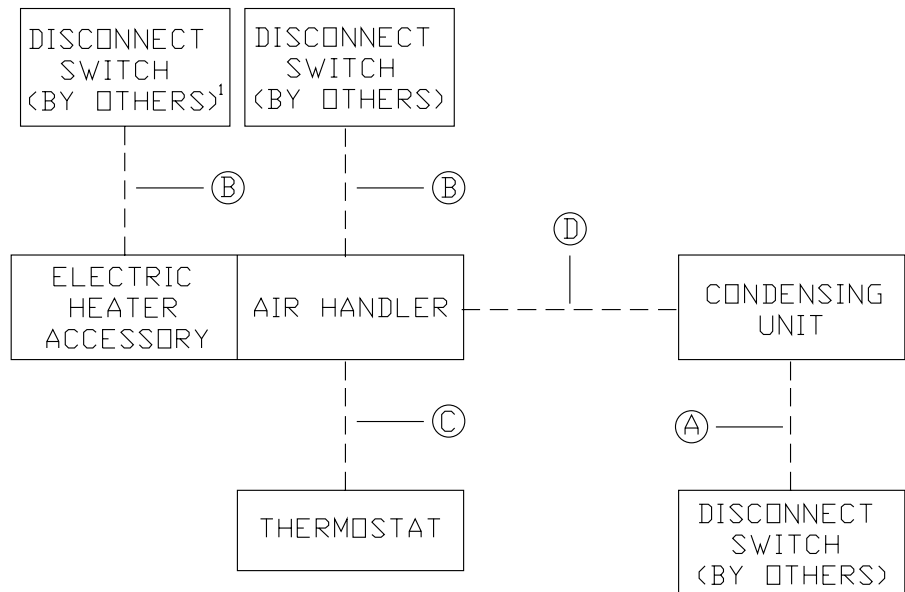 DISCONNECT
SWITCH
(BY OTHERS)¹
DISCONNECT
SWITCH
(BY OTHERS)
B
B
D
ELECTRIC
HEATER
ACCESSORY
AIR HANDLER
CONDENSING
UNIT
C
A
THERMOSTAT
DISCONNECT
SWITCH
(BY OTHERS)